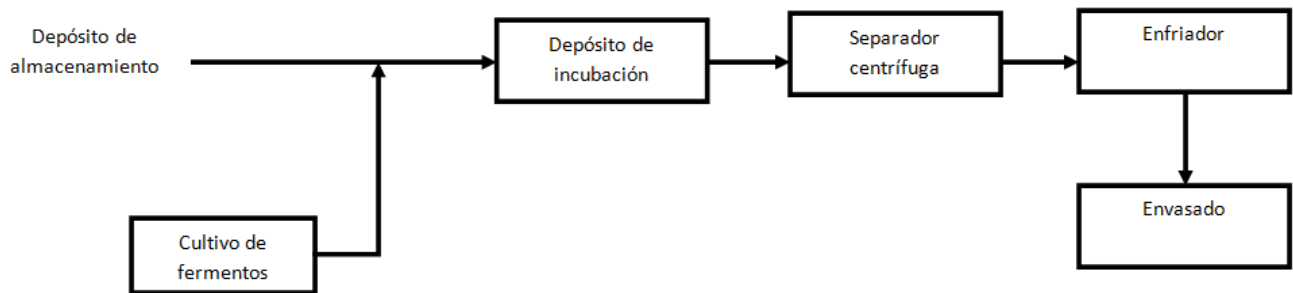 Depósito de
almacenamiento
Depósito de
incubación
Separador
centrífuga
Enfriador
Envasado
Cultivo de
fermentos